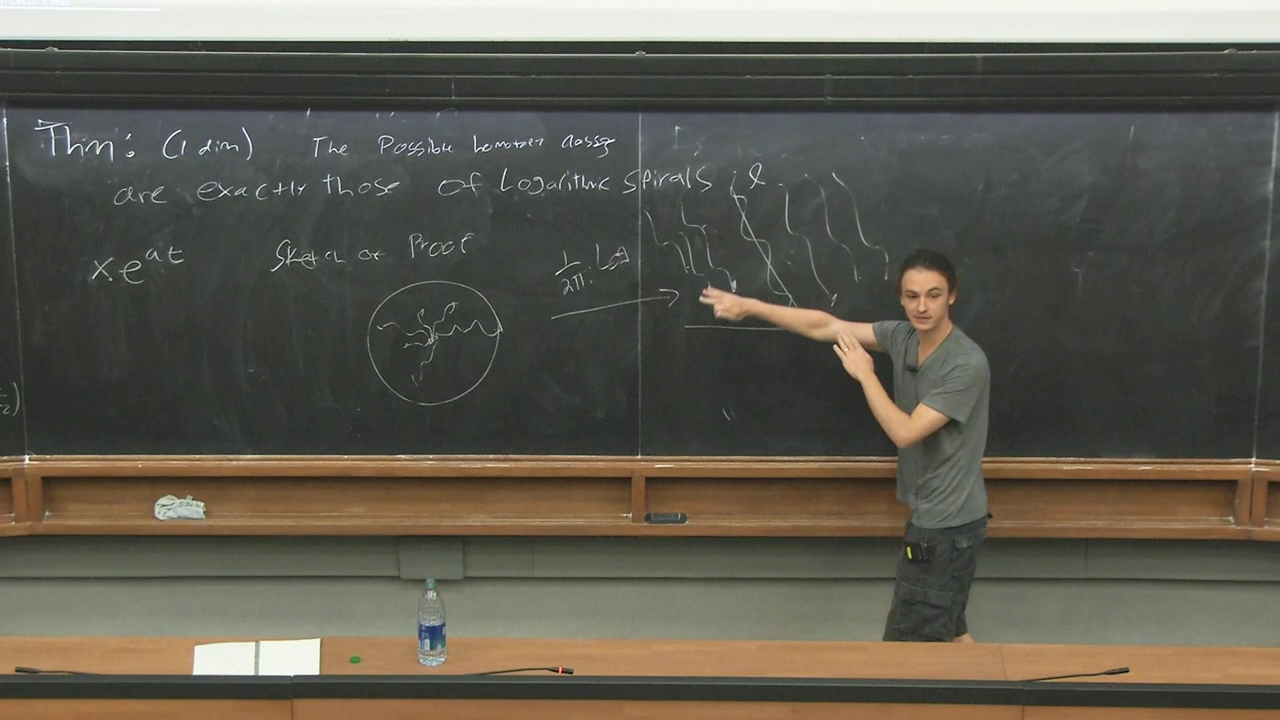 Thm: (1 dim) The Possible homotopy classes
are exactly those of Logarithmic spirals &
x e^{at} Sketch of Proof
1/2πi Log